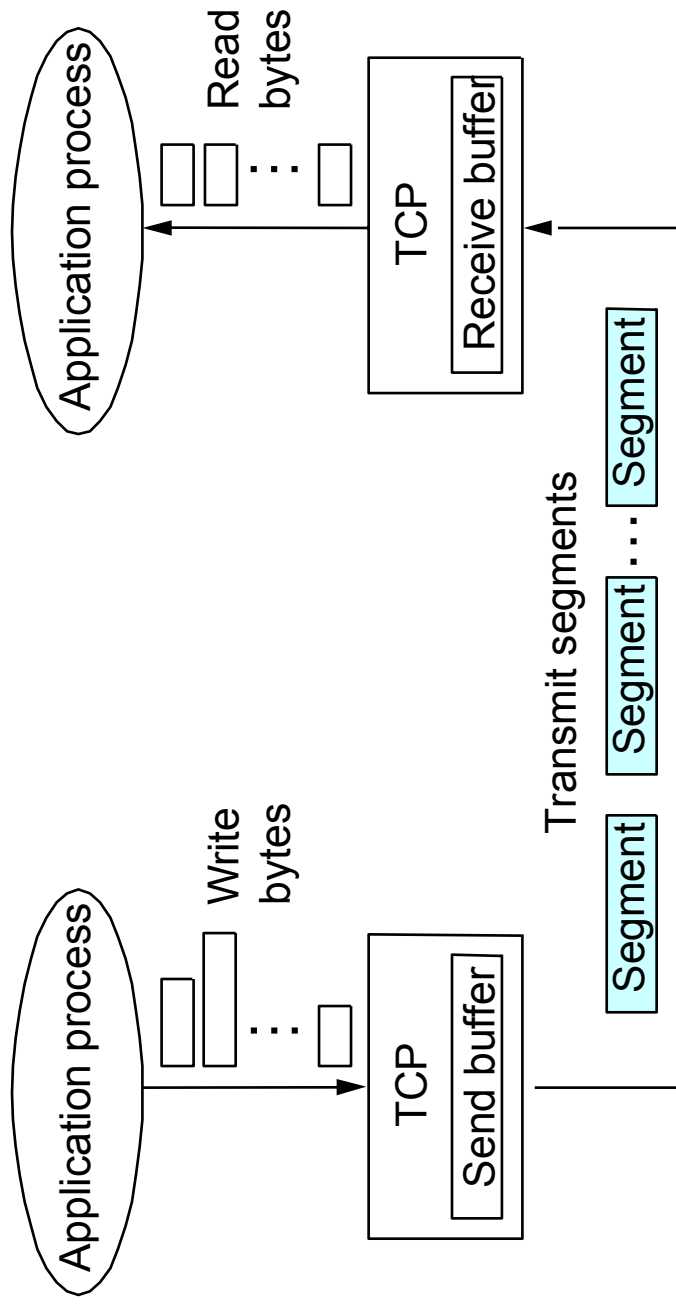 Application process
Application process
Write
bytes
Read
bytes
. . .
. . .
TCP
TCP
Send buffer
Receive buffer
Transmit segments
Segment
Segment
. . .
Segment